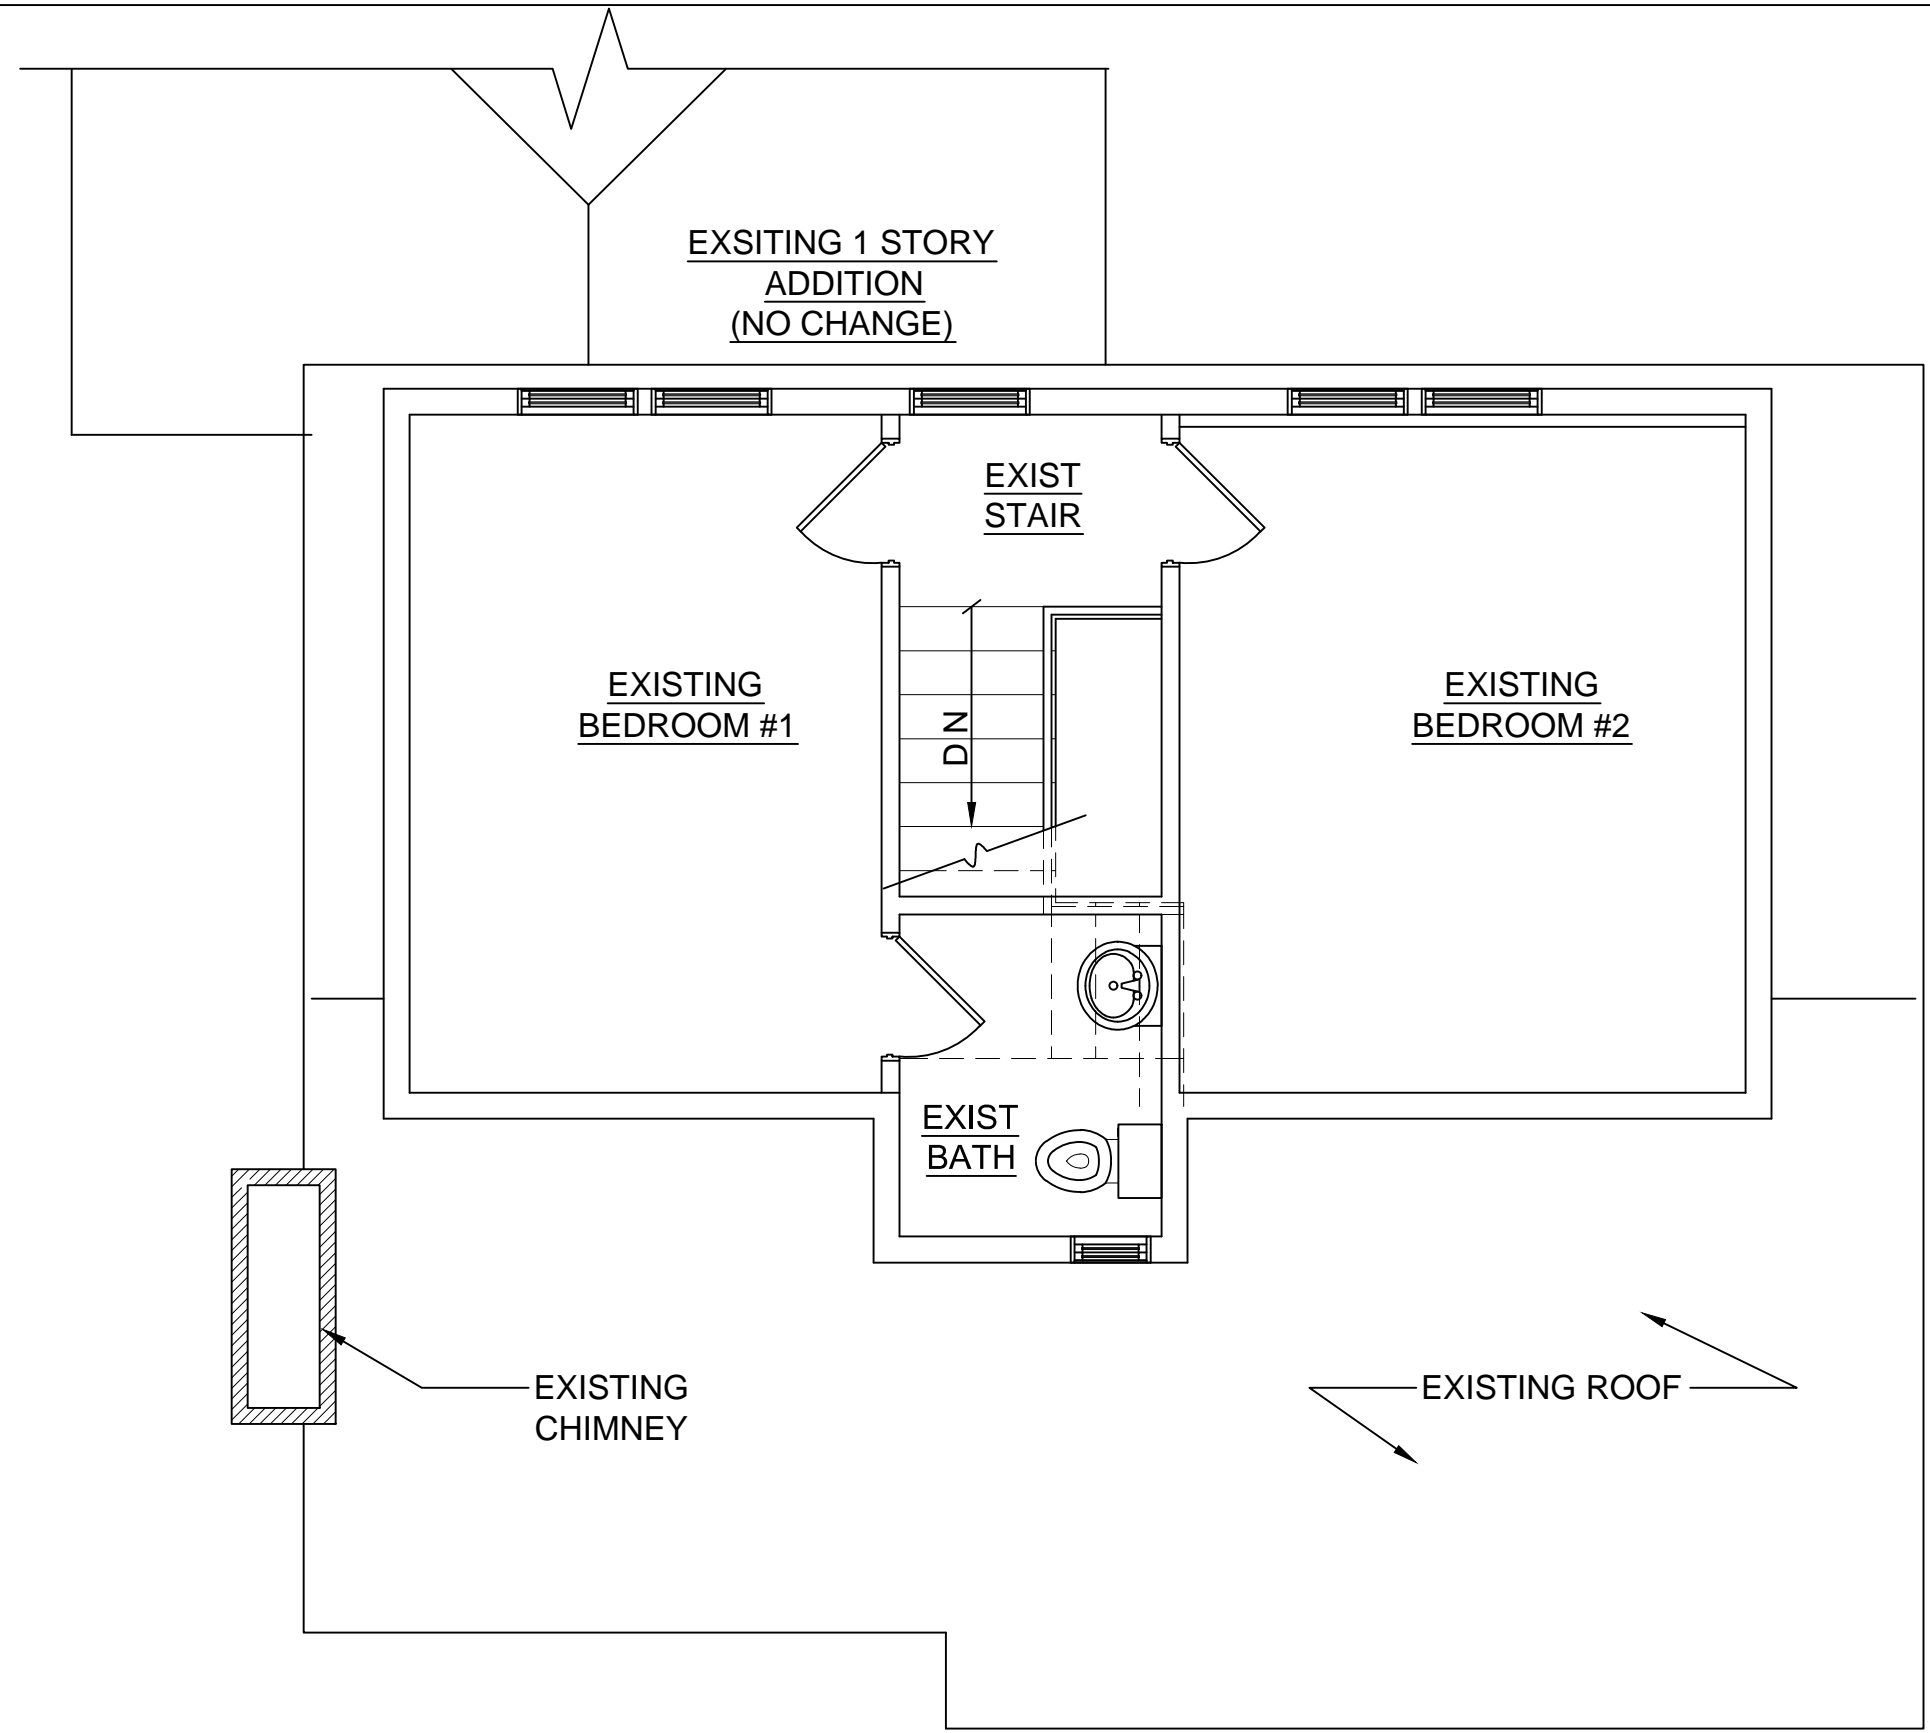 EXSITING 1 STORY
ADDITION
(NO CHANGE)
EXIST
STAIR
EXISTING
BEDROOM #1
DN
EXISTING
BEDROOM #2
EXIST
BATH
EXISTING
CHIMNEY
EXISTING ROOF